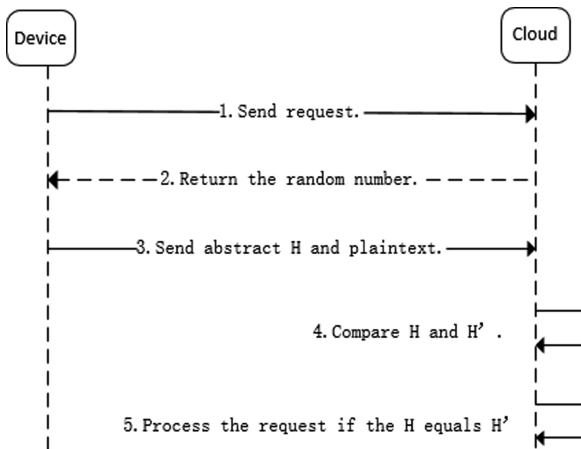 Device
Cloud
1.Send request.
2.Return the random number.
3.Send abstract H and plaintext.
4.Compare H and H’ .
5.Process the request if the H equals H’